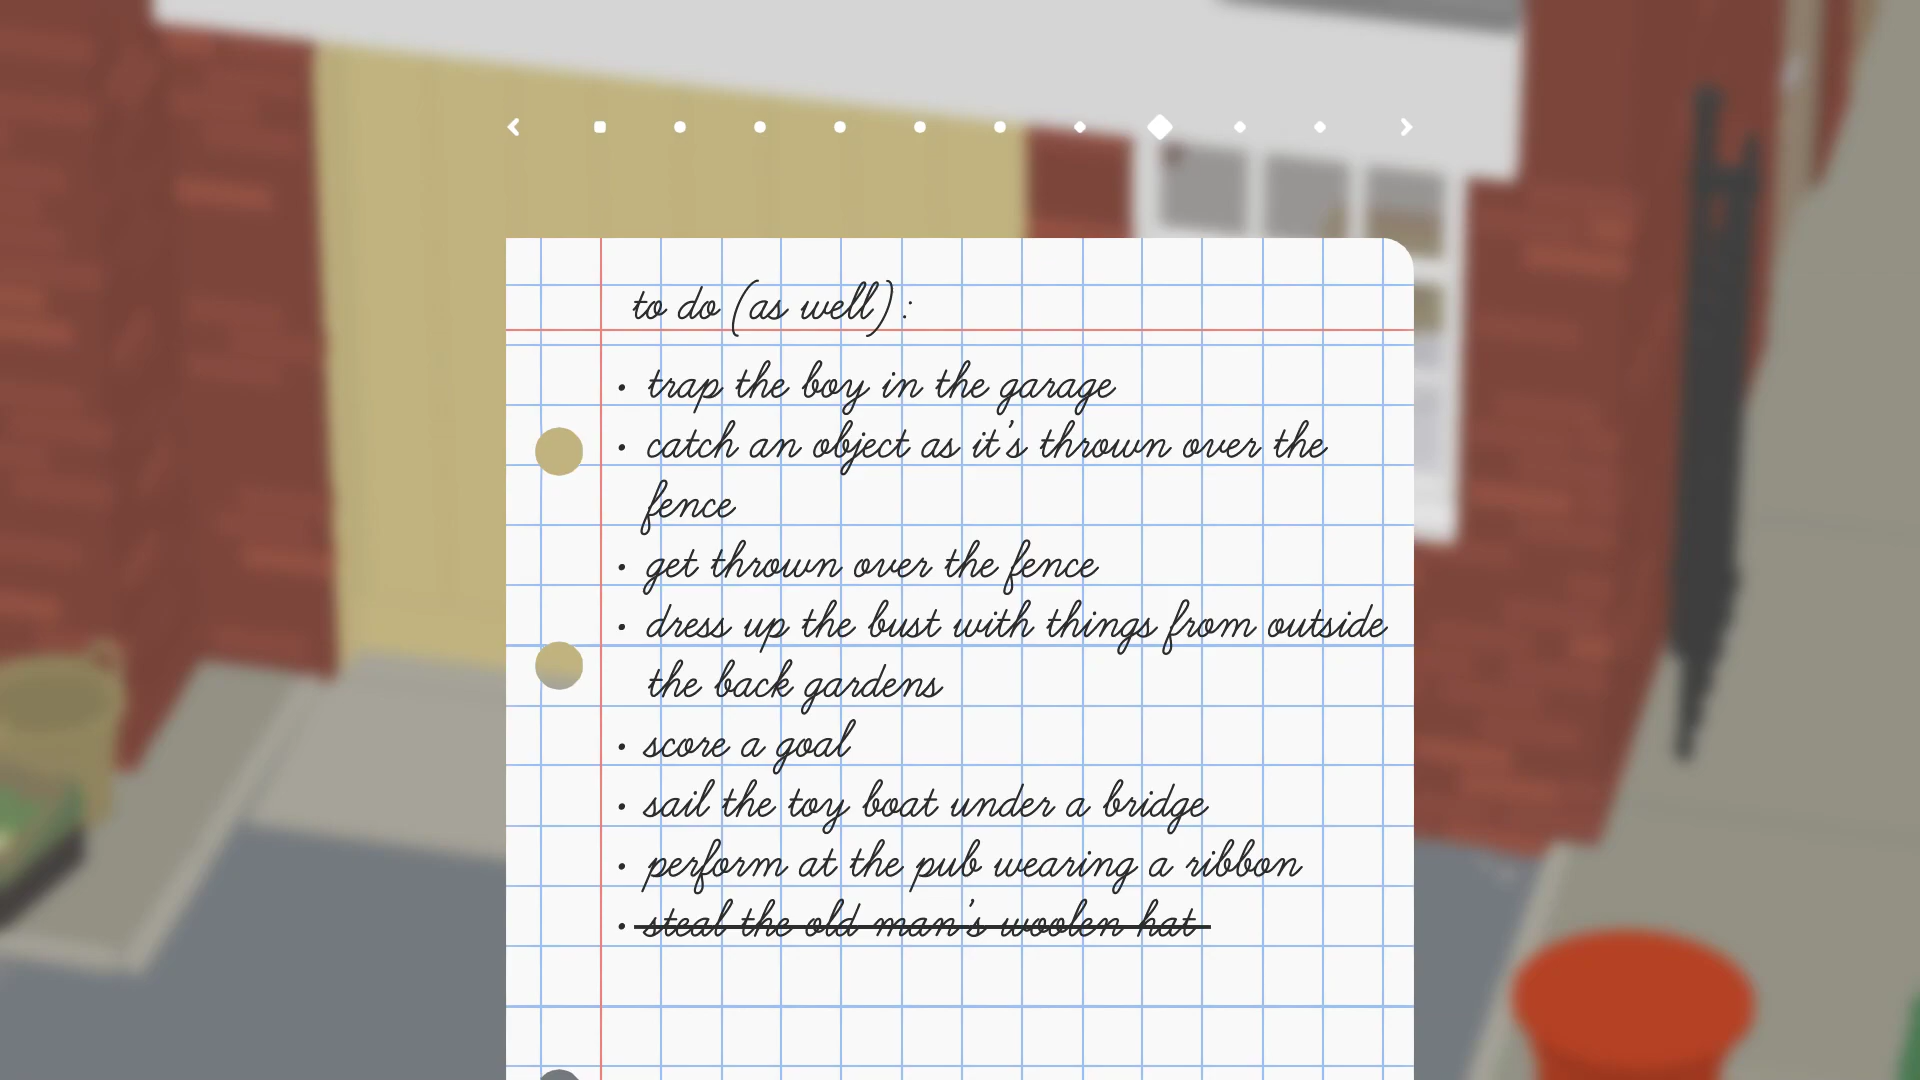 to do (as well):
• trap the boy in the garage
• catch an object as it's thrown over the
fence
• get thrown over the fence
• dress up the bust with things from outside
the back gardens
• score a goal
• sail the toy boat under a bridge
• perform at the pub wearing a ribbon
• steal the old man's woolen hat